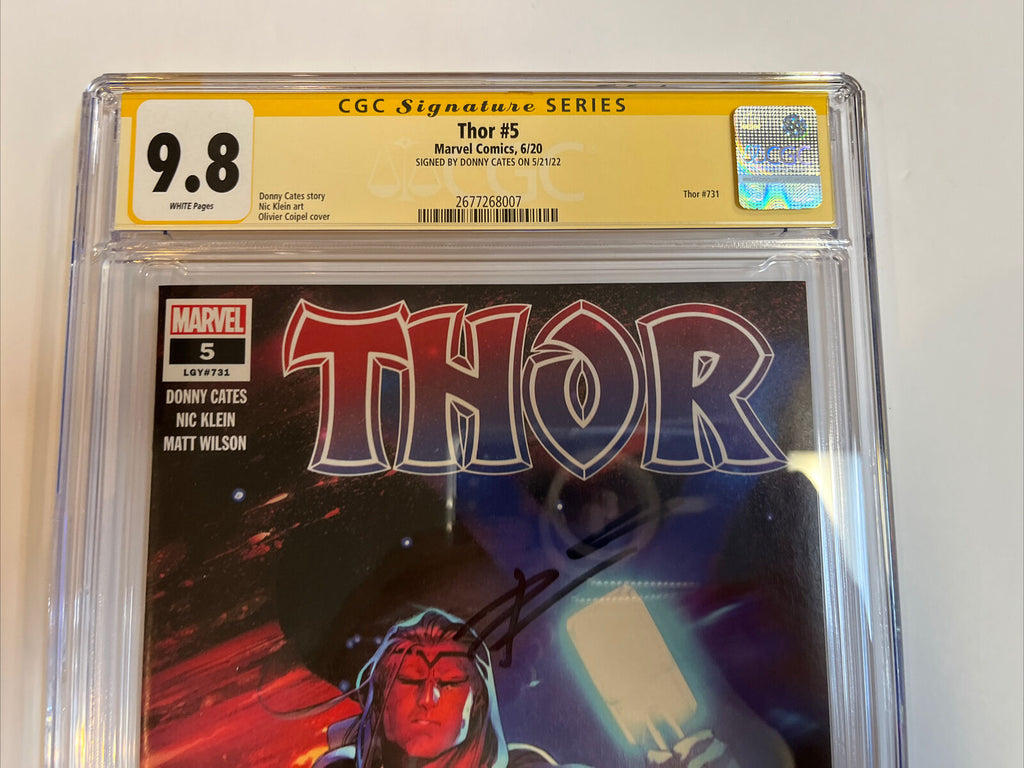 CGC Signature SERIES
9.8
WHITE Pages
Thor #5
Marvel Comics, 6/20
SIGNED BY DONNY CATES ON 5/21/22
Donny Cates story
Nic Klein art
Olivier Coipel cover
2677268007
Thor #731
CGC
CGC
MARVEL
5
LGY#731
DONNY CATES
NIC KLEIN
MATT WILSON
THOR